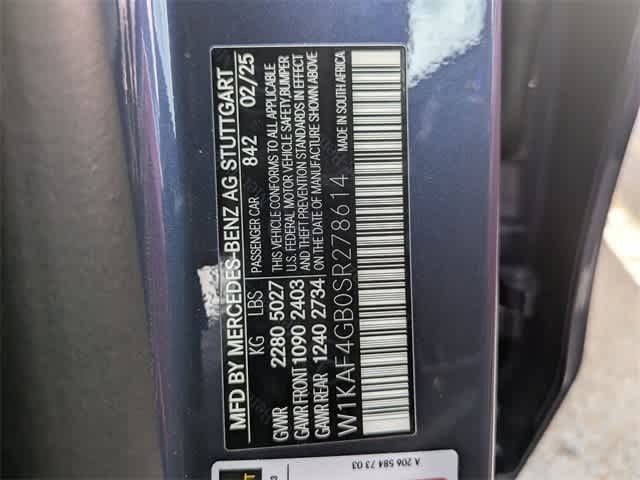 MFD BY MERCEDES-BENZ AG STUTTGART
842 02/25
KG LBS PASSENGER CAR
GVWR 2280 5027 THIS VEHICLE CONFORMS TO ALL APPLICABLE
U.S. FEDERAL MOTOR VEHICLE SAFETY, BUMPER
GAWR FRONT 1090 2403 AND THEFT PREVENTION STANDARDS IN EFFECT
GAWR REAR 1240 2734 ON THE DATE OF MANUFACTURE SHOWN ABOVE
W1KAF4GB0SR278614 MADE IN SOUTH AFRICA
A 206 584 73 03